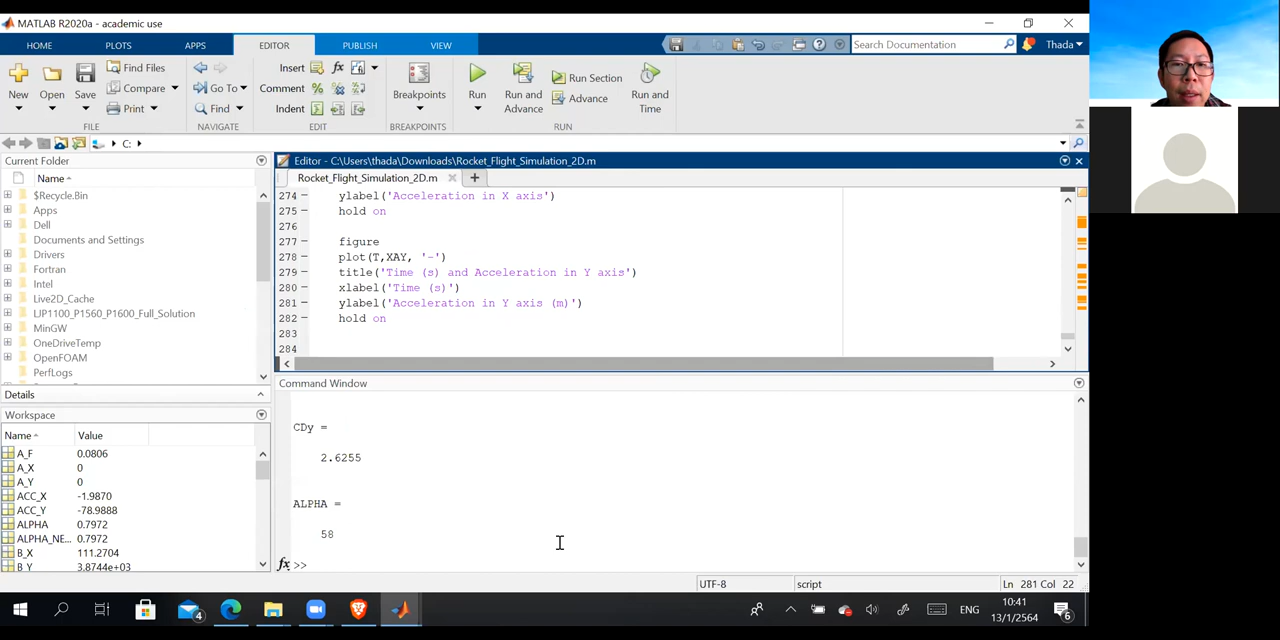 MATLAB R2020a - academic use
HOME PLOTS APPS EDITOR PUBLISH VIEW
Search Documentation Thada
New Open Save Find Files Compare Print
FILE
Go To Find
NAVIGATE
Insert Comment Indent
EDIT
Breakpoints
BREAKPOINTS
Run Run and Advance Run Section Advance Run and Time
RUN
C:
Current Folder
Name
$Recycle.Bin
Apps
Dell
Documents and Settings
Drivers
Fortran
Intel
Live2D_Cache
LJP1100_P1560_P1600_Full_Solution
MinGW
OneDriveTemp
OpenFOAM
PerfLogs
Details
Workspace
Name Value
A_F 0.0806
A_X 0
A_Y 0
ACC_X -1.9870
ACC_Y -78.9888
ALPHA 0.7972
ALPHA_NE... 0.7972
B_X 111.2704
B_Y 3.8744e+03
Editor - C:\Users\thada\Downloads\Rocket_Flight_Simulation_2D.m
Rocket_Flight_Simulation_2D.m
274 ylabel('Acceleration in X axis')
275 hold on
276
277 figure
278 plot(T,XAY, '-')
279 title('Time (s) and Acceleration in Y axis')
280 xlabel('Time (s)')
281 ylabel('Acceleration in Y axis (m)')
282 hold on
283
284
Command Window
CDy =
2.6255
ALPHA =
58
fx >>
UTF-8 script Ln 281 Col 22
4
ENG
10:41
13/1/2564
6